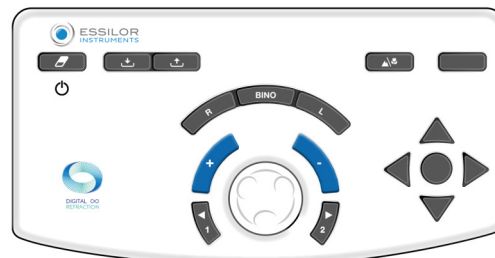 ESSILOR
INSTRUMENTS
R
BINO
L
+
-
1
2
DIGITAL ∞
REFRACTION